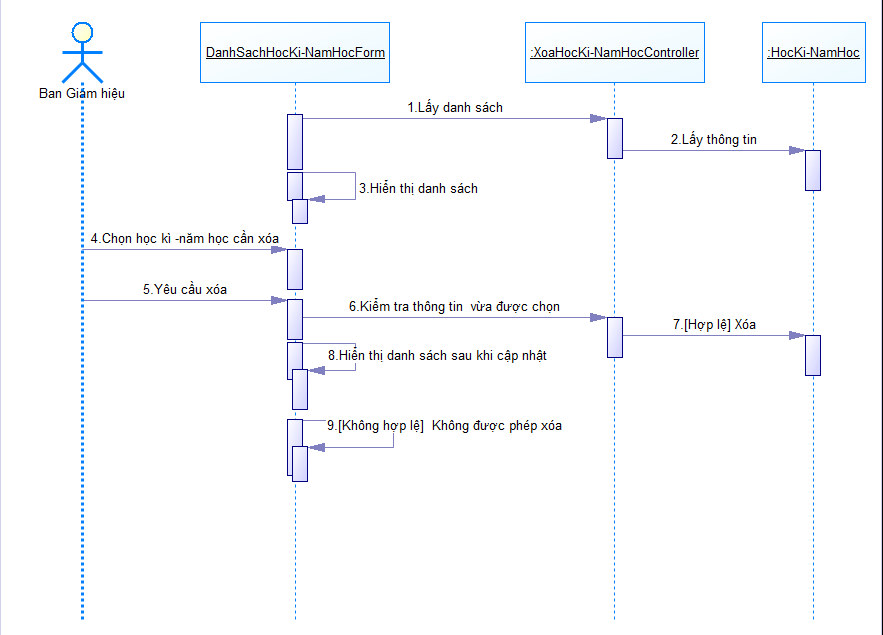 DanhSachHocKi-NamHocForm
:XoaHocKi-NamHocController
:HocKi-NamHoc
Ban Giám hiệu
1.Lấy danh sách
2.Lấy thông tin
3.Hiển thị danh sách
4.Chọn học kì -năm học cần xóa
5.Yêu cầu xóa
6.Kiểm tra thông tin vừa được chọn
7.[Hợp lệ] Xóa
8.Hiển thị danh sách sau khi cập nhật
9.[Không hợp lệ] Không được phép xóa